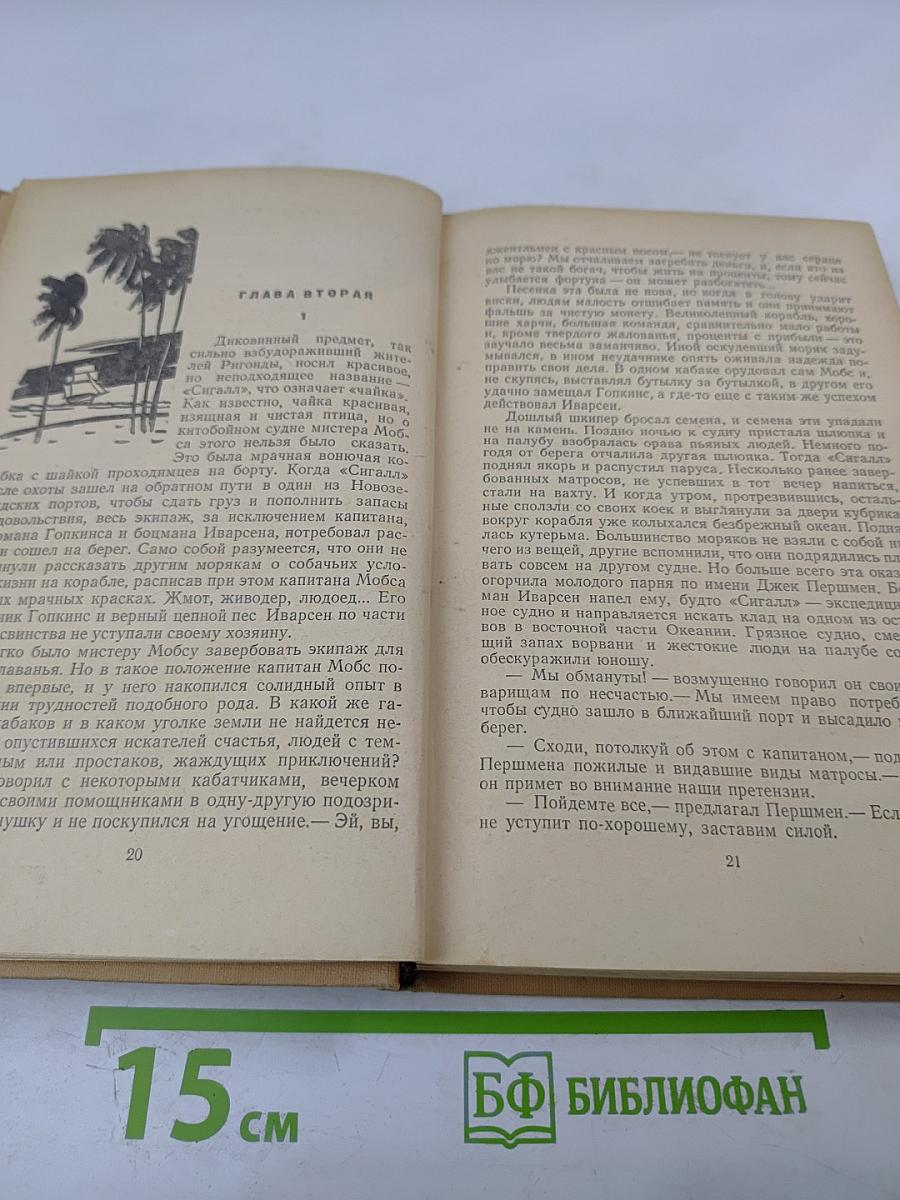 ГЛАВА ВТОРАЯ
1
Диковинный предмет, так
сильно взбудораживший жите-
лей Ригонды, носил красивое,
но неподходящее название —
«Сигалл», что означает «чайка».
Как известно, чайка красивая,
изящная и чистая птица, но о
китобойном судне мистера Моб-
са этого нельзя было сказать.
Это была мрачная вонючая ко-
бка с шайкой проходимцев на борту. Когда «Сигалл»
сле охоты зашел на обратном пути в один из Новозе-
дских портов, чтобы сдать груз и пополнить запасы
довольствия, весь экипаж, за исключением капитана,
омана Гопкинса и боцмана Иварсена, потребовал рас-
и сошел на берег. Само собой разумеется, что они не
инули рассказать другим морякам о собачьих усло-
жизни на корабле, расписав при этом капитана Мобса
ых мрачных красках. Жмот, живодер, людоед... Его
ник Гопкинс и верный цепной пес Иварсен по части
свинства не уступали своему хозяину.
гко было мистеру Мобсу завербовать экипаж для
лаванья. Но в такое положение капитан Мобс по-
впервые, и у него накопился солидный опыт в
нии трудностей подобного рода. В какой же га-
кабаков и в каком уголке земли не найдется не-
опустившихся искателей счастья, людей с тем-
ым или простаков, жаждущих приключений?
оворил с некоторыми кабатчиками, вечерком
своими помощниками в одну-другую подозри-
нушку и не поскупился на угощение.— Эй, вы,
20
джентльмен с красным носом,— не тоскует у вас сердце
по морю? Мы отчаливаем загребать деньги, и, если кто из
вас не такой богач, чтобы жить на проценты, тому сейчас
улыбается фортуна — он может разбогатеть...
Песенка эта была не нова, но когда в голову ударит
виски, людям малость отшибает память и они принимают
фальшь за чистую монету. Великолепный корабль, хоро-
шие харчи, большая команда, сравнительно мало работы
и, кроме твердого жалованья, проценты с прибыли — это
звучало весьма заманчиво. Иной оскудевший моряк заду-
мывался, в ином неудачнике опять оживала надежда по-
править свои дела. В одном кабаке орудовал сам Мобс и,
не скупясь, выставлял бутылку за бутылкой, в другом его
удачно замещал Гопкинс, а где-то еще с таким же успехом
действовал Иварсен.
Дошлый шкипер бросал семена, и семена эти упадали
не на камень. Поздно ночью к судну пристала шлюпка и
на палубу взобралась орава пьяных людей. Немного по-
годя от берега отчалила другая шлюпка. Тогда «Сигалл»
поднял якорь и распустил паруса. Несколько ранее завер-
бованных матросов, не успевших в тот вечер напиться,
стали на вахту. И когда утром, протрезвившись, осталь-
ные сползли со своих коек и выглянули за двери кубрика,
вокруг корабля уже колыхался безбрежный океан. Подня
лась кутерьма. Большинство моряков не взяли с собой ни
чего из вещей, другие вспомнили, что они подрядились пл
вать совсем на другом судне. Но больше всего эта оказ
огорчила молодого парня по имени Джек Першмен. Бо
ман Иварсен напел ему, будто «Сигалл» — экспедици
ное судно и направляется искать клад на одном из ост
вов в восточной части Океании. Грязное судно, сме
щий запах ворвани и жестокие люди на палубе со
обескуражили юношу.
— Мы обмануты! — возмущенно говорил он свои
варищам по несчастью.— Мы имеем право потреб
чтобы судно зашло в ближайший порт и высадило
берег.
— Сходи, потолкуй об этом с капитаном,— под
Першмена пожилые и видавшие виды матросы.—
он примет во внимание наши претензии.
— Пойдемте все,— предлагал Першмен.— Есл
не уступит по-хорошему, заставим силой.
21
15 см
БФ БИБЛИОФАН